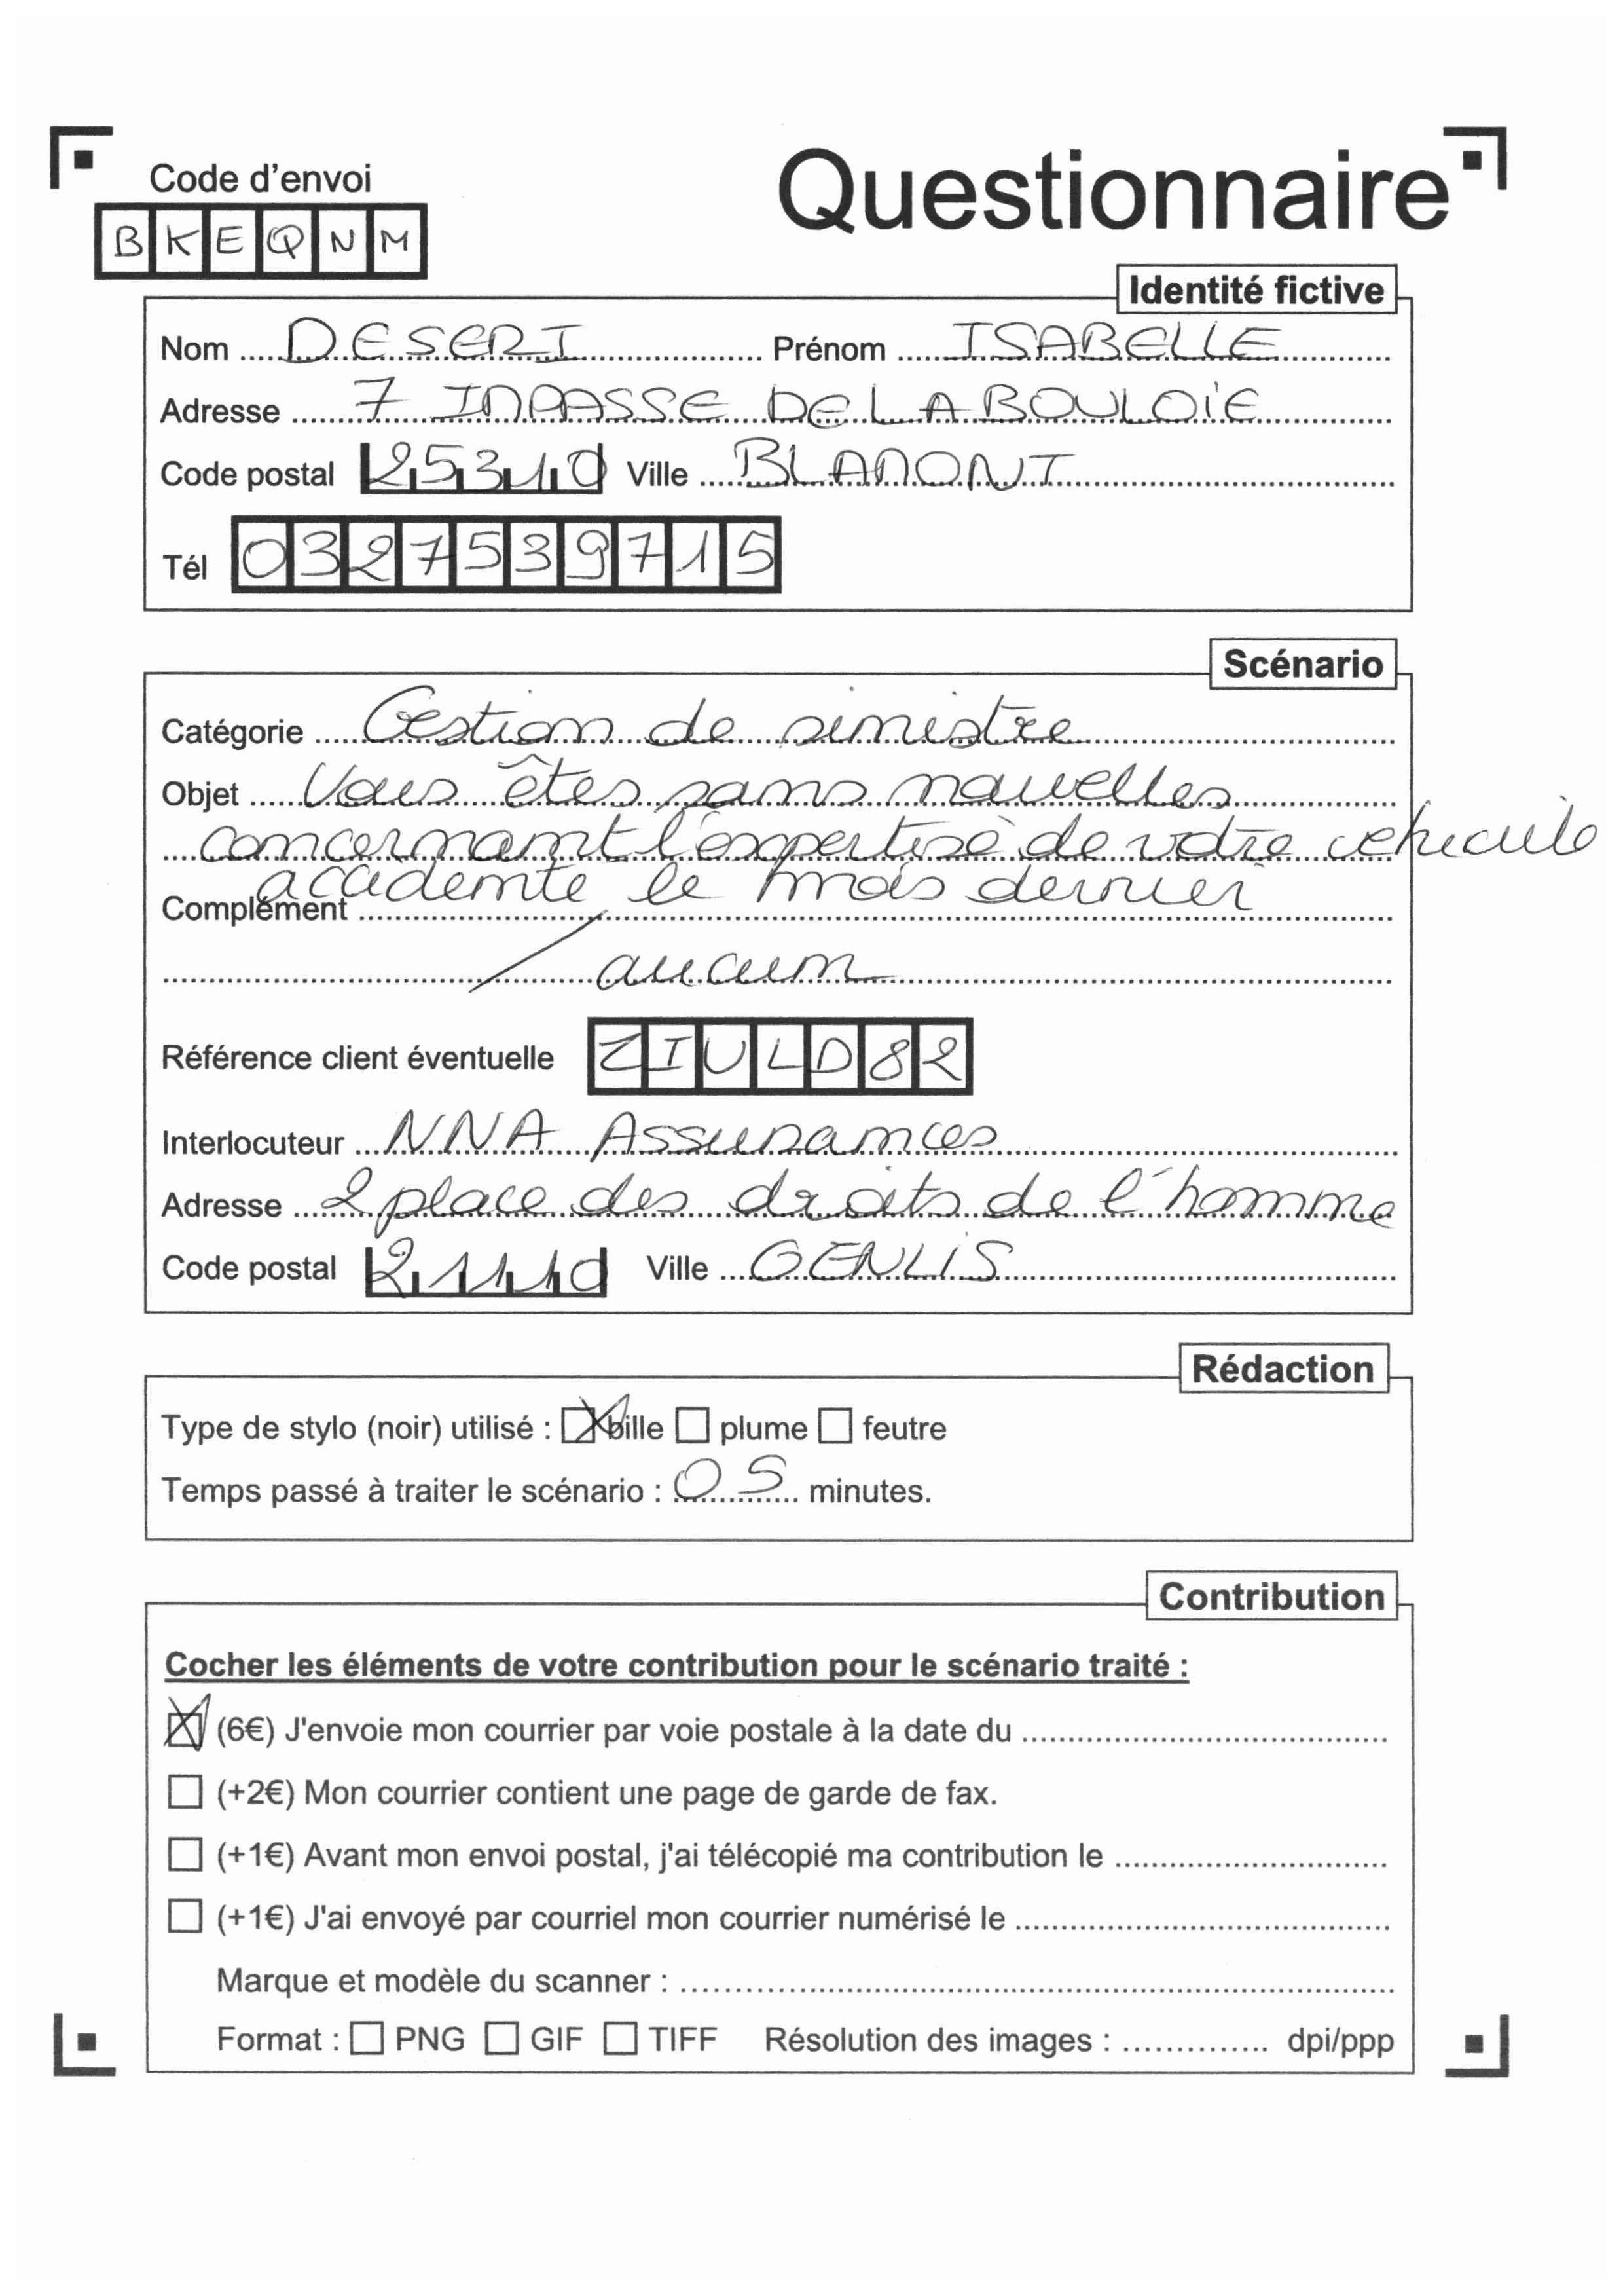 Code d'envoi
BKEQNM
Questionnaire
Identité fictive
Nom DESERT Prénom ISABELLE
Adresse 7 IMPASSE DE LA BOULOIE
Code postal 25310 Ville BLAMONT
Tél 0327539715
Scénario
Catégorie Gestion de sinistre
Objet Vous êtes sans nouvelles
concernant l'expertise de votre véhicule
accidenté le mois dernier
Complément
aucun
Référence client éventuelle ZIULD82
Interlocuteur NNA Assurances
Adresse 2 place des droits de l'homme
Code postal 21110 Ville GENLIS
Rédaction
Type de stylo (noir) utilisé : bille plume feutre
Temps passé à traiter le scénario : 05 minutes.
Contribution
Cocher les éléments de votre contribution pour le scénario traité :
(6€) J'envoie mon courrier par voie postale à la date du
(+2€) Mon courrier contient une page de garde de fax.
(+1€) Avant mon envoi postal, j'ai télécopié ma contribution le
(+1€) J'ai envoyé par courriel mon courrier numérisé le
Marque et modèle du scanner :
Format : PNG GIF TIFF Résolution des images : dpi/ppp